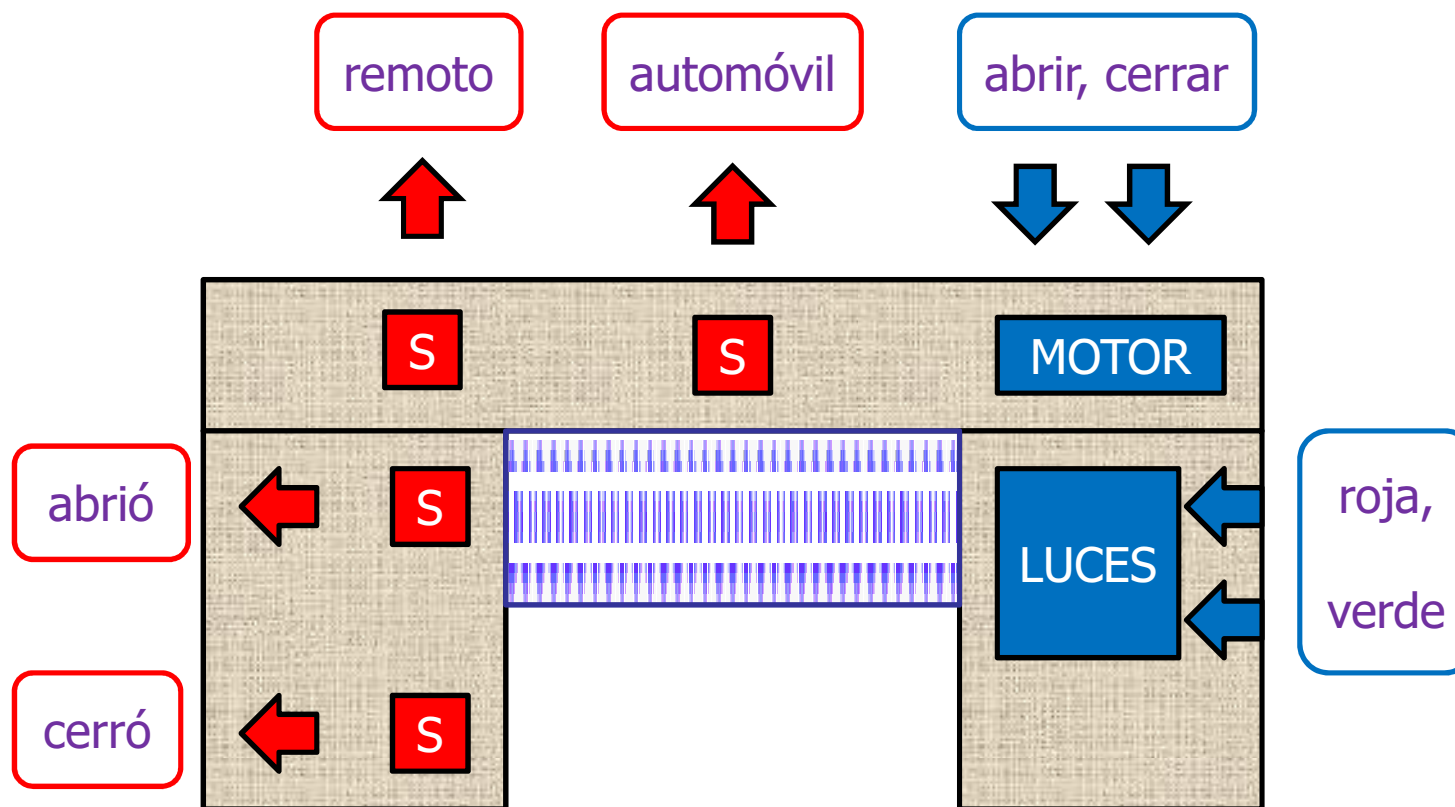 remoto
automóvil
abrir, cerrar
S
S
MOTOR
abrió
S
LUCES
roja,
verde
cerró
S